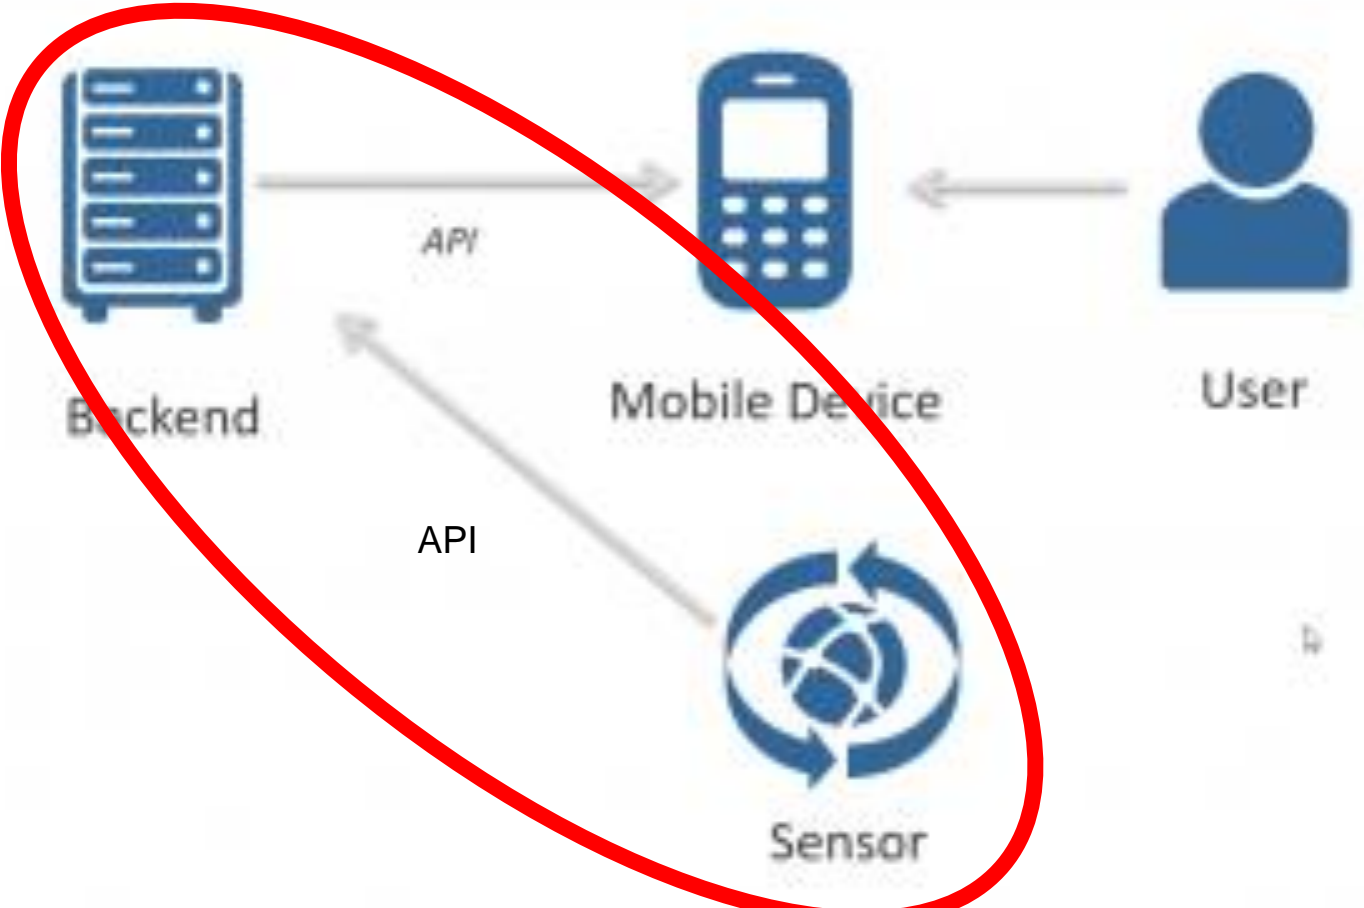 API
Backend
Mobile Device
User
API
Sensor